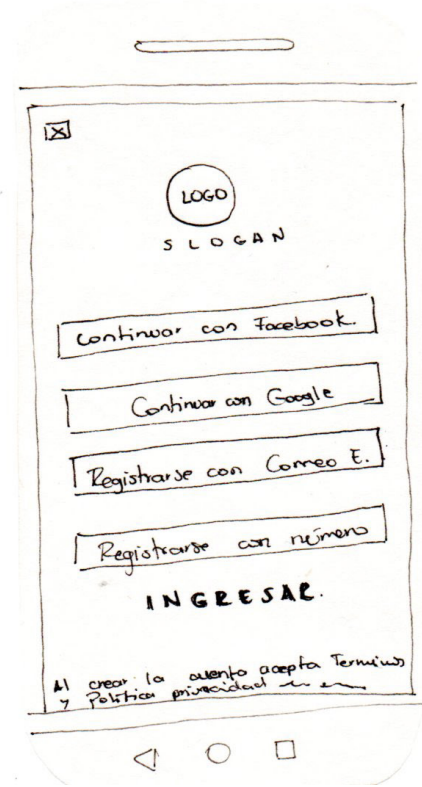 LOGO
SLOGAN
Continuar con Facebook.
Continuar con Google
Registrarse con Correo E.
Registrarse con número
INGRESAR.
Al crear la cuenta acepta Terminos
y Política privacidad